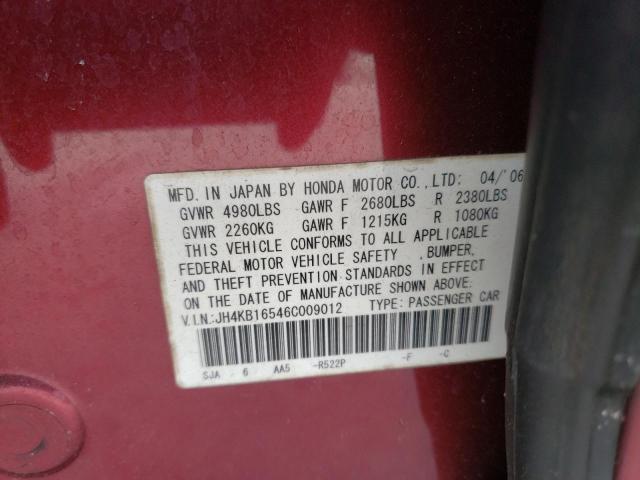 MFD. IN JAPAN BY HONDA MOTOR CO.,LTD: 04/'06
GVWR 4980LBS GAWR F 2680LBS R 2380LBS
GVWR 2260KG GAWR F 1215KG R 1080KG
THIS VEHICLE CONFORMS TO ALL APPLICABLE
FEDERAL MOTOR VEHICLE SAFETY ,BUMPER,
AND THEFT PREVENTION STANDARDS IN EFFECT
ON THE DATE OF MANUFACTURE SHOWN ABOVE.
V.I.N.:JH4KB16546C009012 TYPE: PASSENGER CAR
SJA 6 AA5 -R522P -F -C